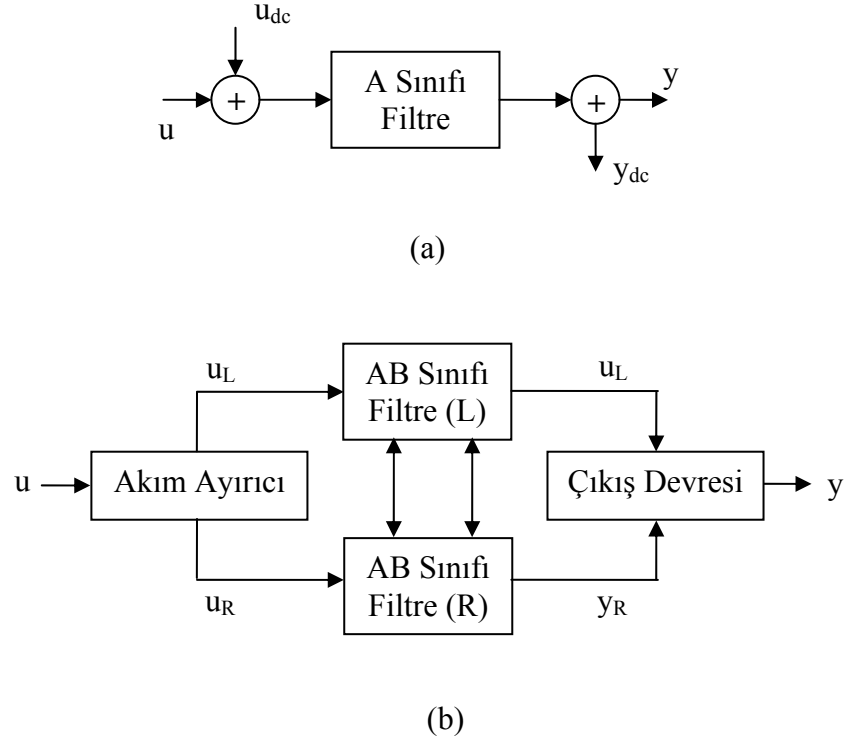 u_dc
A Sınıfı
Filtre
u
+
+
y
y_dc
(a)
u_L
AB Sınıfı
Filtre (L)
u_L
u
Akım Ayırıcı
Çıkış Devresi
y
u_R
AB Sınıfı
Filtre (R)
y_R
(b)